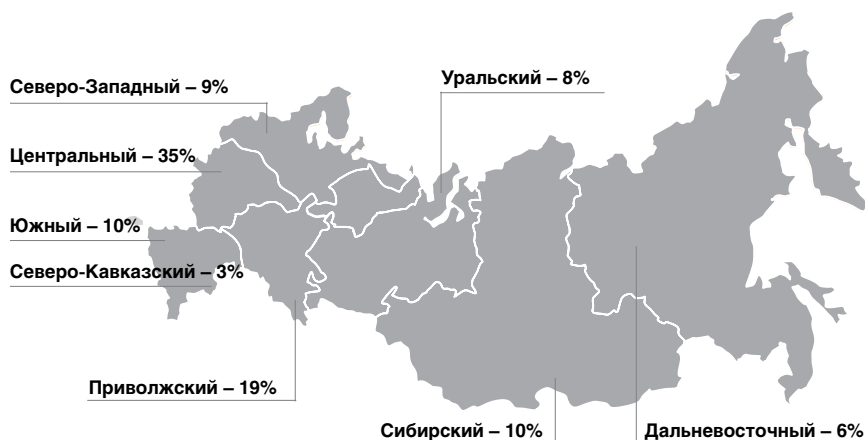 Северо-Западный – 9%
Уральский – 8%
Центральный – 35%
Южный – 10%
Северо-Кавказский – 3%
Приволжский – 19%
Сибирский – 10%
Дальневосточный – 6%